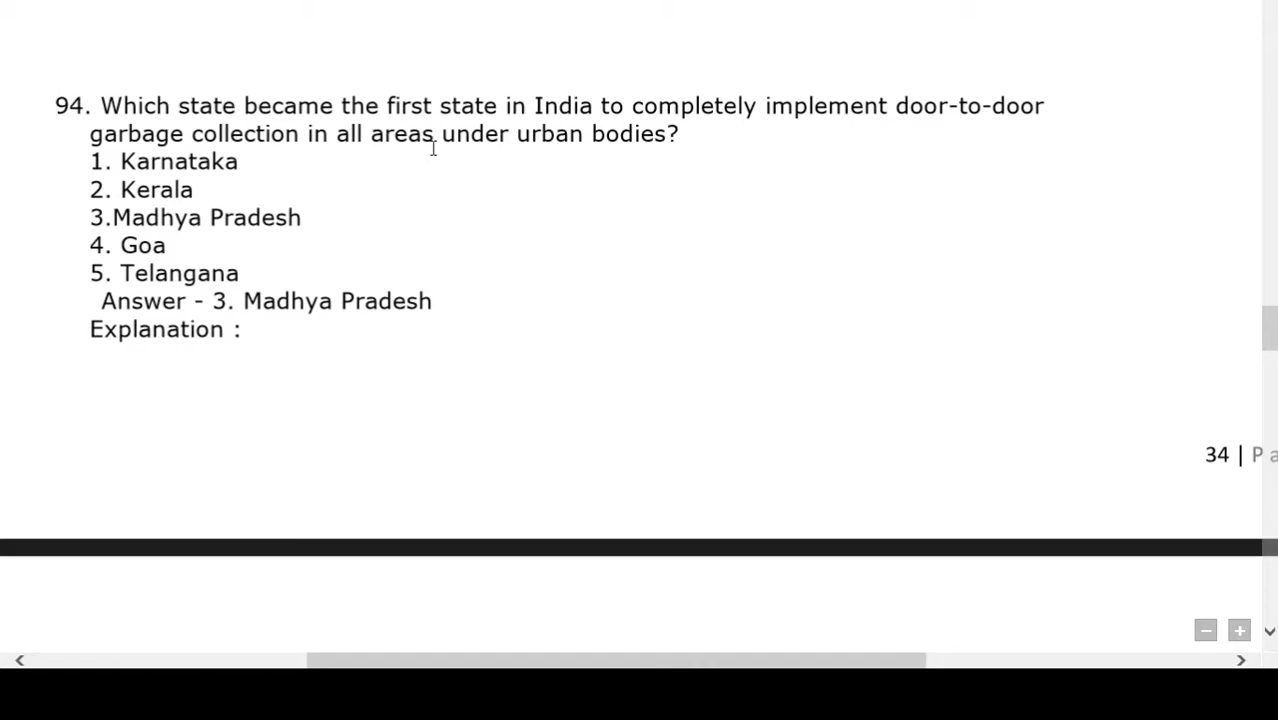 94. Which state became the first state in India to completely implement door-to-door
garbage collection in all areas under urban bodies?
1. Karnataka
2. Kerala
3.Madhya Pradesh
4. Goa
5. Telangana
Answer - 3. Madhya Pradesh
Explanation :
34 | P a